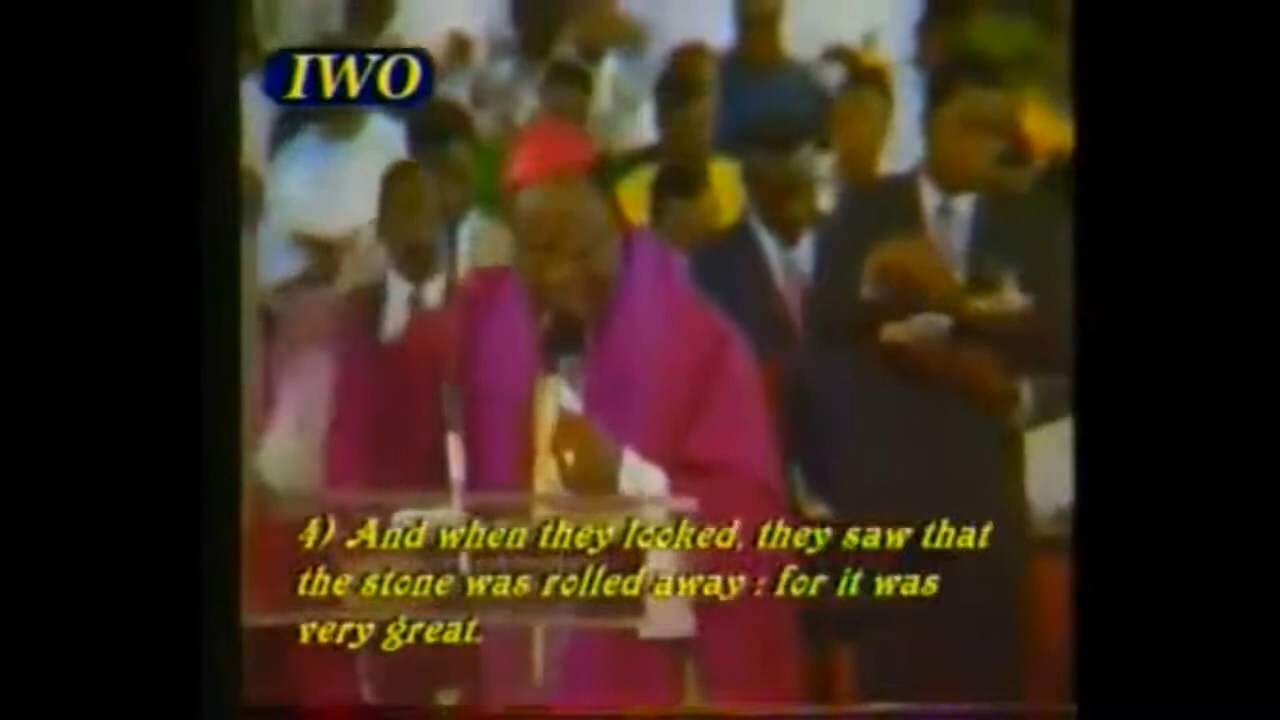 IWO
4) And when they looked, they saw that
the stone was rolled away : for it was
very great.